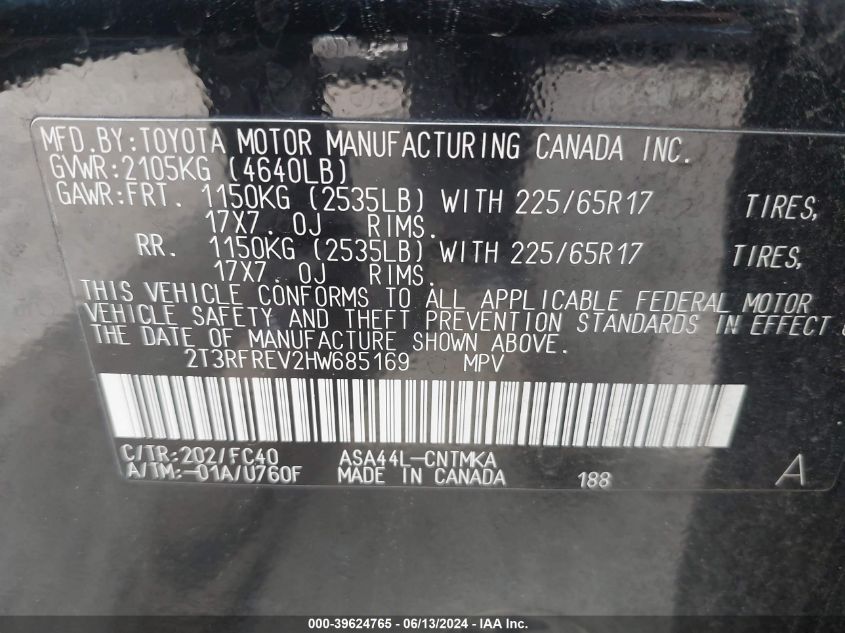 MFD.BY:TOYOTA MOTOR MANUFACTURING CANADA INC.
GVWR:2105KG (4640LB)
GAWR:FRT. 1150KG (2535LB) WITH 225/65R17 TIRES,
17X7.0J RIMS.
RR. 1150KG (2535LB) WITH 225/65R17 TIRES,
17X7.0J RIMS.
THIS VEHICLE CONFORMS TO ALL APPLICABLE FEDERAL MOTOR
VEHICLE SAFETY AND THEFT PREVENTION STANDARDS IN EFFECT
THE DATE OF MANUFACTURE SHOWN ABOVE.
2T3RFREV2HW685169 MPV
C/TR:202/FC40 ASA44L-CNTMKA
A/TM:-01A/U760F MADE IN CANADA 188 A
000-39624765 - 06/13/2024 - IAA Inc.